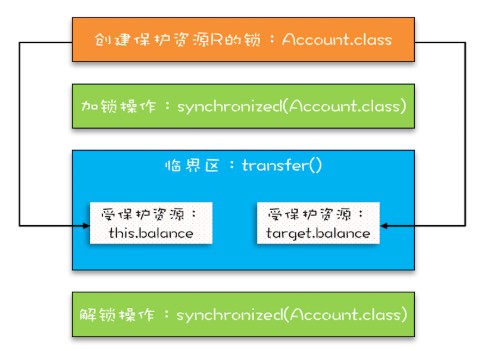 创建保护资源R的锁：Account.class
加锁操作：synchronized(Account.class)
临界区：transfer()
受保护资源：
this.balance
受保护资源：
target.balance
解锁操作：synchronized(Account.class)